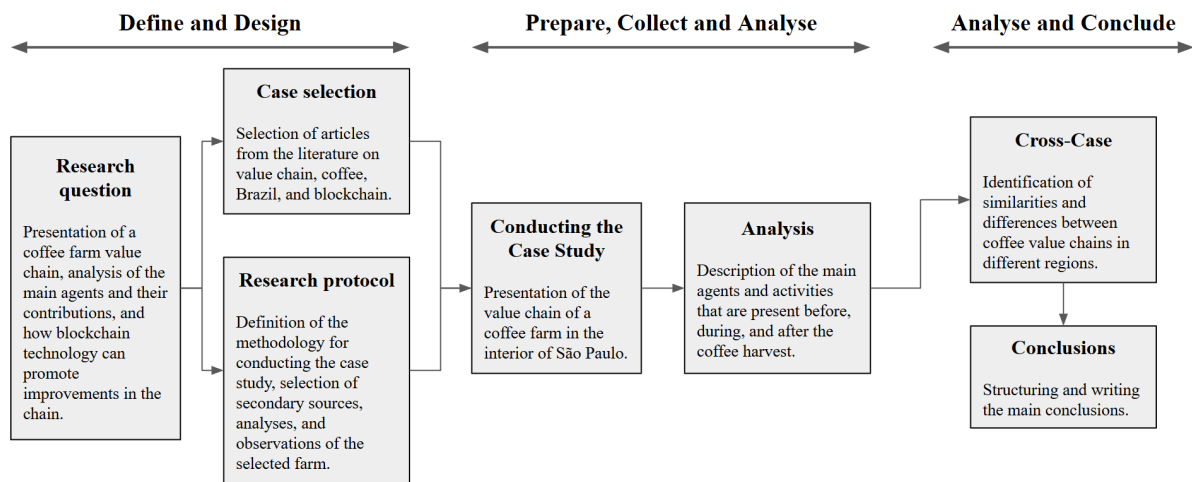 Define and Design
Prepare, Collect and Analyse
Analyse and Conclude
Research
question
Presentation of a
coffee farm value
chain, analysis of the
main agents and their
contributions, and
how blockchain
technology can
promote
improvements in the
chain.
Case selection
Selection of articles
from the literature on
value chain, coffee,
Brazil, and blockchain.
Research protocol
Definition of the
methodology for
conducting the case
study, selection of
secondary sources,
analyses, and
observations of the
selected farm.
Conducting the
Case Study
Presentation of the
value chain of a
coffee farm in the
interior of São Paulo.
Analysis
Description of the main
agents and activities
that are present before,
during, and after the
coffee harvest.
Cross-Case
Identification of
similarities and
differences between
coffee value chains in
different regions.
Conclusions
Structuring and writing
the main conclusions.